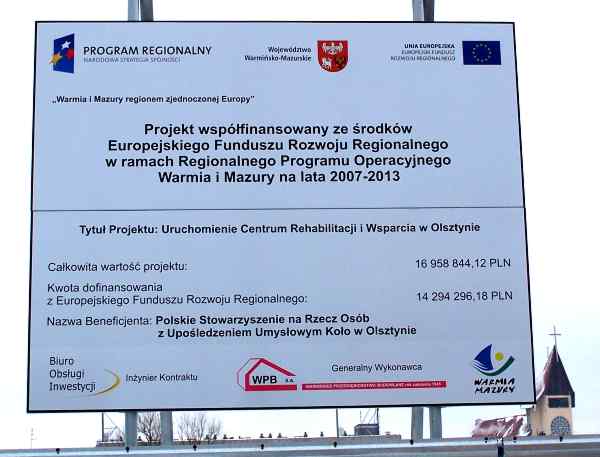 PROGRAM REGIONALNY
NARODOWA STRATEGIA SPÓJNOŚCI
Województwo
Warmińsko-Mazurskie
UNIA EUROPEJSKA
EUROPEJSKI FUNDUSZ
ROZWOJU REGIONALNEGO
„Warmia i Mazury regionem zjednoczonej Europy”
Projekt współfinansowany ze środków
Europejskiego Funduszu Rozwoju Regionalnego
w ramach Regionalnego Programu Operacyjnego
Warmia i Mazury na lata 2007-2013
Tytuł Projektu: Uruchomienie Centrum Rehabilitacji i Wsparcia w Olsztynie
Całkowita wartość projektu: 16 958 844,12 PLN
Kwota dofinansowania
z Europejskiego Funduszu Rozwoju Regionalnego: 14 294 296,18 PLN
Nazwa Beneficjenta: Polskie Stowarzyszenie na Rzecz Osób
z Upośledzeniem Umysłowym Koło w Olsztynie
Biuro
Obsługi
Inwestycji
Inżynier Kontraktu
WPB S.A.
Generalny Wykonawca
WARMIŃSKIE PRZEDSIĘBIORSTWO BUDOWLANE
WARMIA
MAZURY